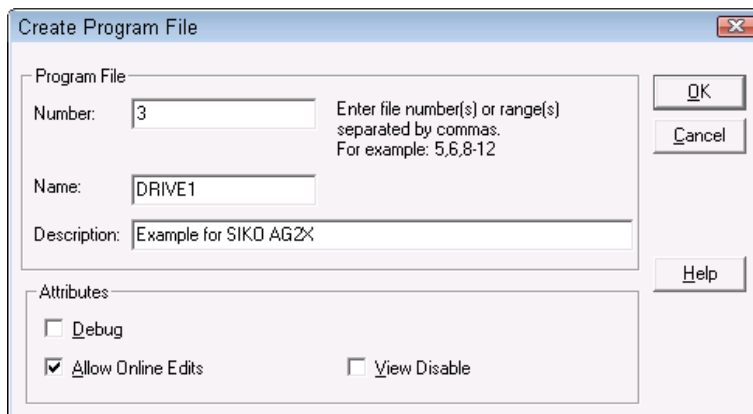 Create Program File
Program File
Number:
3
Enter file number(s) or range(s)
separated by commas.
For example: 5,6,8-12
OK
Cancel
Name:
DRIVE1
Description:
Example for SIKO AG2X
Help
Attributes
Debug
Allow Online Edits
View Disable